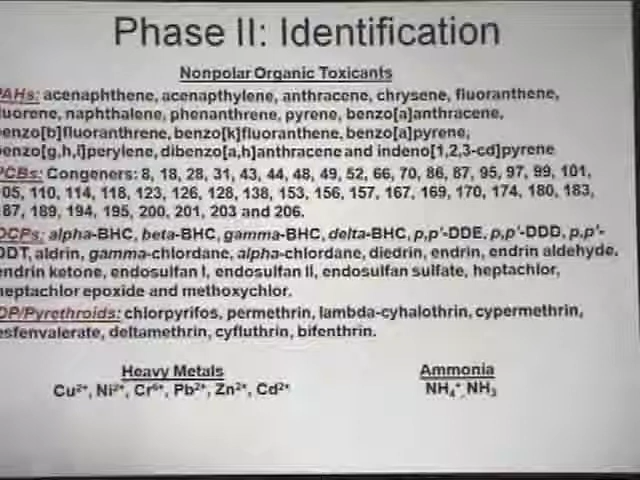 Phase II: Identification
Nonpolar Organic Toxicants
PAHs: acenaphthene, acenapthylene, anthracene, chrysene, fluoranthene,
luorene, naphthalene, phenanthrene, pyrene, benzo[a]anthracene,
enzo[b]fluoranthrene, benzo[k]fluoranthene, benzo[a]pyrene,
enzo[g,h,i]perylene, dibenzo[a,h]anthracene and indeno[1,2,3-cd]pyrene
PCBs: Congeners: 8, 18, 28, 31, 43, 44, 48, 49, 52, 66, 70, 86, 87, 95, 97, 99, 101,
05, 110, 114, 118, 123, 126, 128, 138, 153, 156, 157, 167, 169, 170, 174, 180, 183,
87, 189, 194, 195, 200, 201, 203 and 206.
OCPs: alpha-BHC, beta-BHC, gamma-BHC, delta-BHC, p,p'-DDE, p,p'-DDD, p,p'-
DDT, aldrin, gamma-chlordane, alpha-chlordane, diedrin, endrin, endrin aldehyde,
endrin ketone, endosulfan I, endosulfan II, endosulfan sulfate, heptachlor,
heptachlor epoxide and methoxychlor.
OP/Pyrethroids: chlorpyrifos, permethrin, lambda-cyhalothrin, cypermethrin,
esfenvalerate, deltamethrin, cyfluthrin, bifenthrin.
Heavy Metals
Cu²⁺, Ni²⁺, Cr⁶⁺, Pb²⁺, Zn²⁺, Cd²⁺
Ammonia
NH₄⁺, NH₃